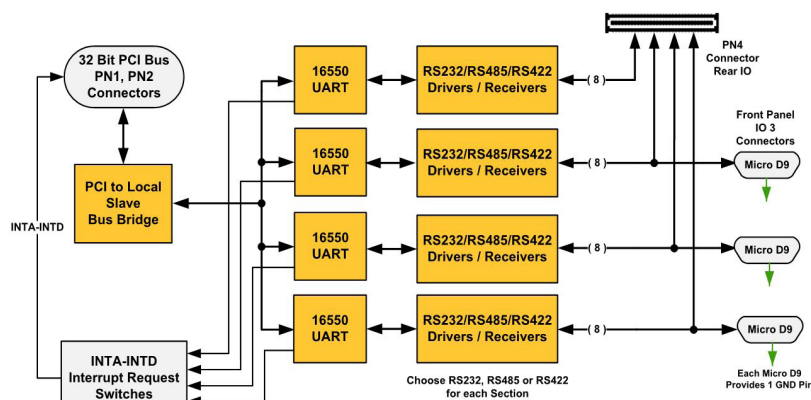 32 Bit PCI Bus
PN1, PN2
Connectors
PCI to Local
Slave
Bus Bridge
INTA-INTD
INTA-INTD
Interrupt Request
Switches
16550
UART
RS232/RS485/RS422
Drivers / Receivers
( 8 )
16550
UART
RS232/RS485/RS422
Drivers / Receivers
( 8 )
16550
UART
RS232/RS485/RS422
Drivers / Receivers
( 8 )
16550
UART
RS232/RS485/RS422
Drivers / Receivers
( 8 )
Choose RS232, RS485 or RS422
for each Section
PN4
Connector
Rear IO
Front Panel
IO 3
Connectors
Micro D9
Micro D9
Micro D9
Each Micro D9
Provides 1 GND Pin